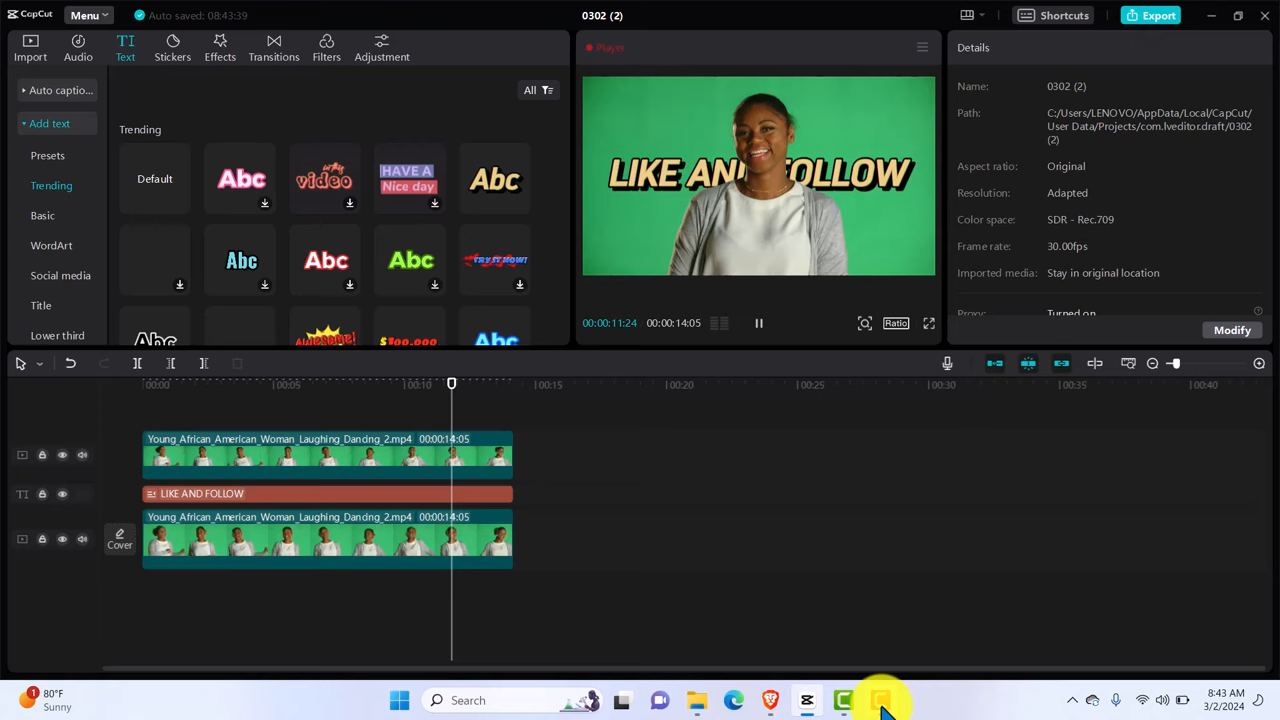 CapCut
Menu
Auto saved: 08:43:39
0302 (2)
Shortcuts
Export
Import
Audio
Text
Stickers
Effects
Transitions
Filters
Adjustment
Auto captio...
Add text
Presets
Trending
Basic
WordArt
Social media
Title
Lower third
All
Trending
Default
Abc
video
HAVE A
Nice day
Abc
Abc
Abc
Abc
TRY IT NOW!
Abc
AWESOME!
$100,000
Abc
Player
LIKE AND FOLLOW
00:00:11:24
00:00:14:05
Ratio
Details
Name:
0302 (2)
Path:
C:/Users/LENOVO/AppData/Local/CapCut/
User Data/Projects/com.lveditor.draft/0302
(2)
Aspect ratio:
Original
Resolution:
Adapted
Color space:
SDR - Rec.709
Frame rate:
30.00fps
Imported media:
Stay in original location
Proxy:
Turned on
Modify
00:00
00:05
00:10
00:15
00:20
00:25
00:30
00:35
00:40
Young_African_American_Woman_Laughing_Dancing_2.mp4 00:00:14:05
TI
LIKE AND FOLLOW
Young_African_American_Woman_Laughing_Dancing_2.mp4 00:00:14:05
Cover
1
80°F
Sunny
Search
8:43 AM
3/2/2024